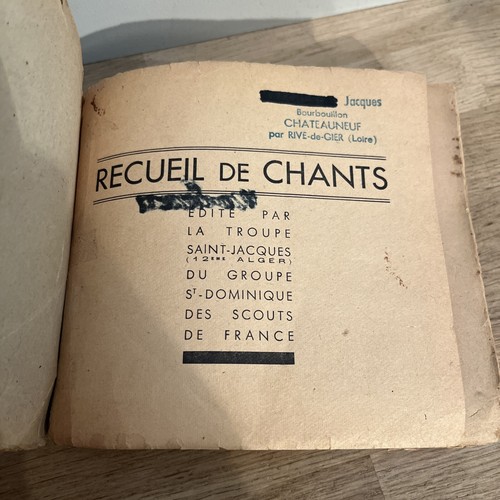 Jacques
Bourbouillon
CHATEAUNEUF
par RIVE-de-GIER (Loire)
RECUEIL DE CHANTS
EDITÉ PAR
LA TROUPE
SAINT-JACQUES
(12ÈME ALGER)
DU GROUPE
ST-DOMINIQUE
DES SCOUTS
DE FRANCE